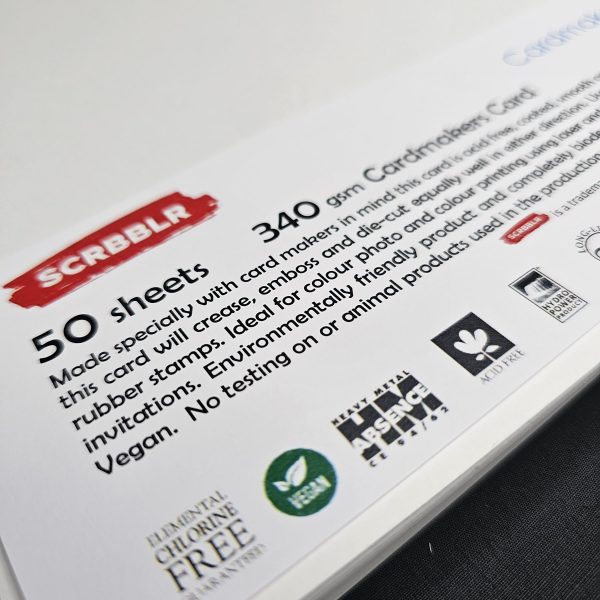 Cardmak
SCRBBLR
50 sheets
340 gsm Cardmakers Card
Made specially with card makers in mind this card is acid free, coated, smooth
this card will crease, emboss and die-cut equally well in either direction.
rubber stamps. Ideal for colour photo and colour printing using laser and
invitations. Environmentally friendly product and completely biode
Vegan. No testing on or animal products used in the production
SCRBBLR is a tradema
ELEMENTAL
CHLORINE
FREE
GUARANTEED
VEGAN
HEAVY METAL
ABSENCE
CE 94/62
ACID FREE
HYDRO
POWER
PRODUCT
LONG-L